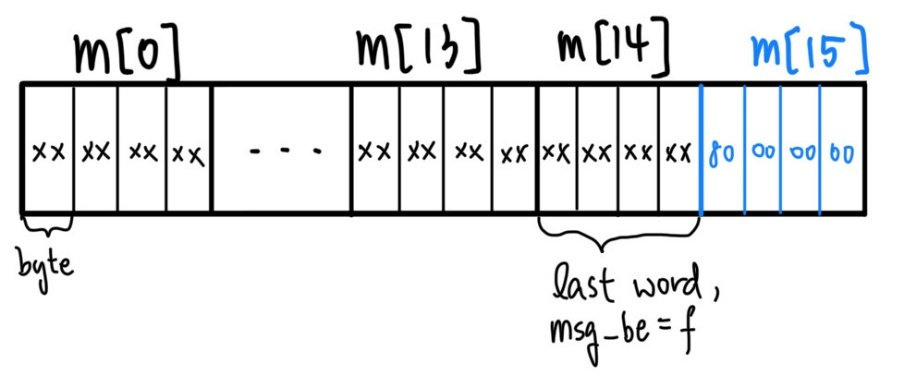 m[0] m[13] m[14] m[15]
xx xx xx xx - - - xx xx xx xx xx xx xx xx 80 00 00 00
byte
last word,
msg_be = f